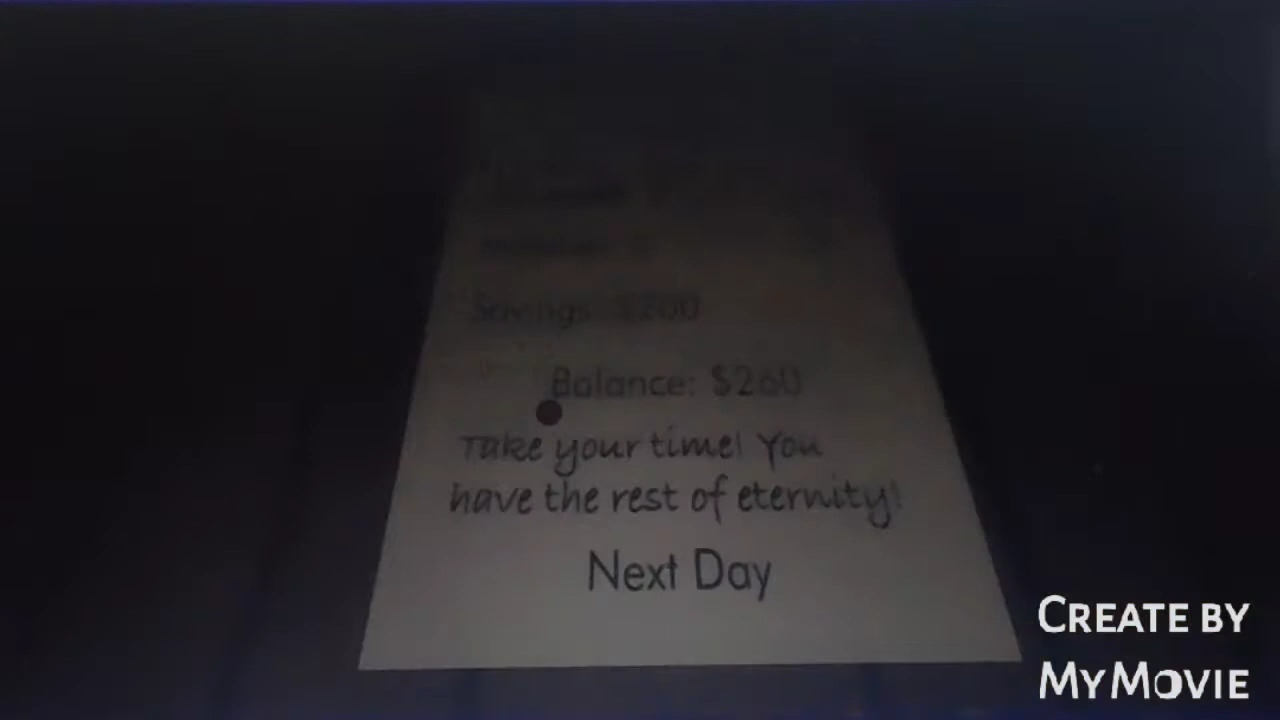 Savings: $200
Balance: $260
Take your time! You
have the rest of eternity!
Next Day
CREATE BY
MYMOVIE